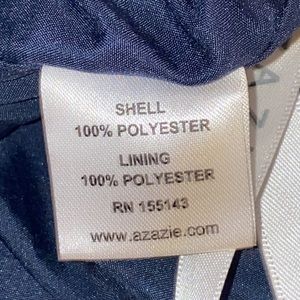 SHELL
100% POLYESTER
LINING
100% POLYESTER
RN 155143
www.azazie.com